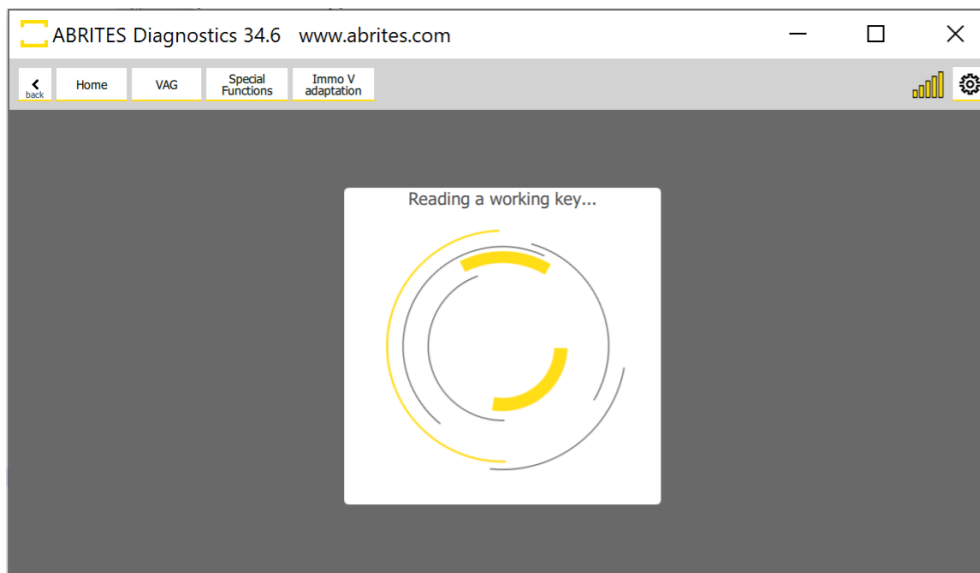 ABRITES Diagnostics 34.6 www.abrites.com
back
Home
VAG
Special
Functions
Immo V
adaptation
Reading a working key...